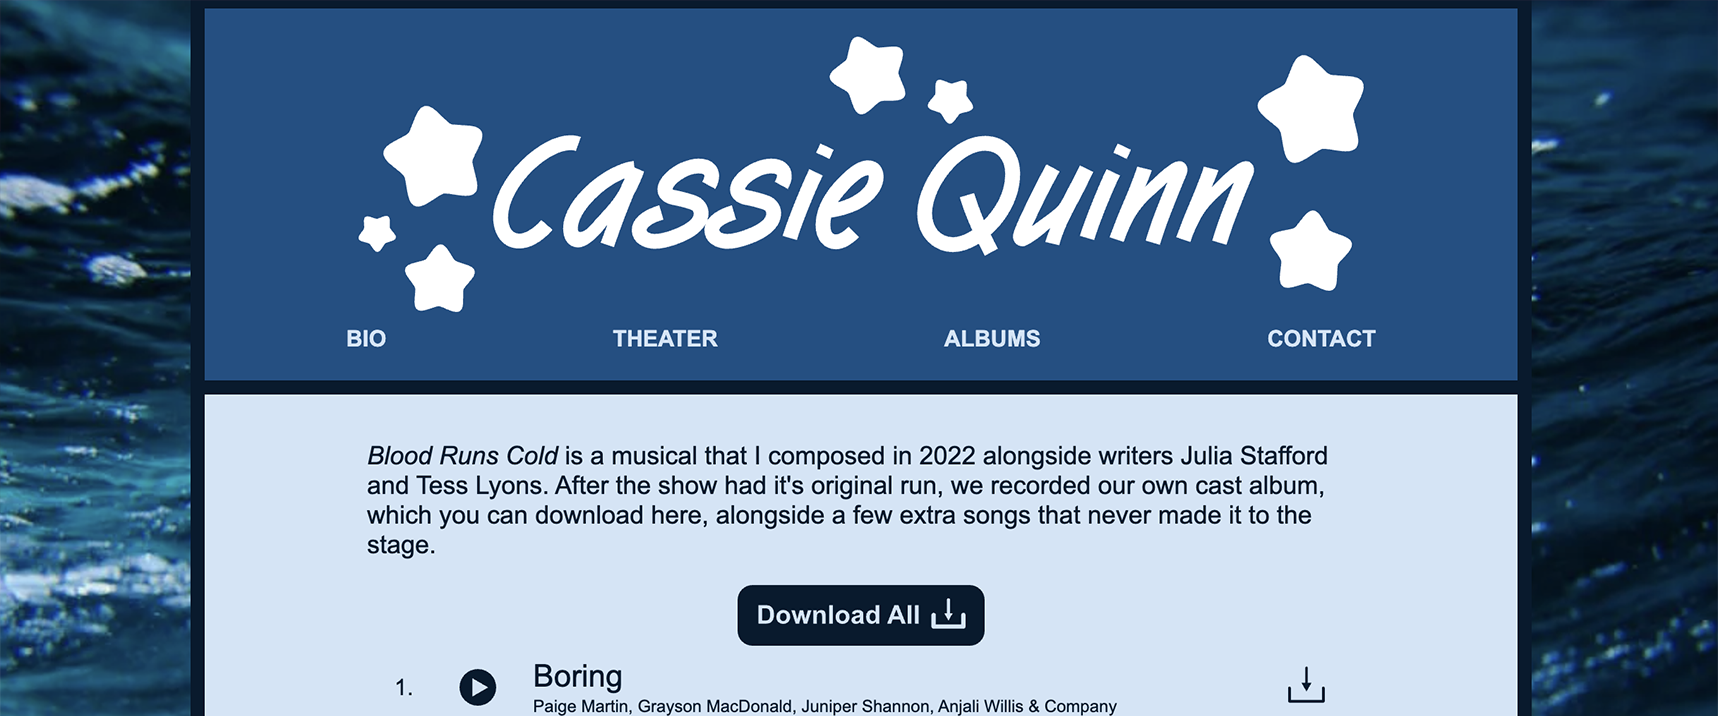 Cassie Quinn
BIO THEATER ALBUMS CONTACT
Blood Runs Cold is a musical that I composed in 2022 alongside writers Julia Stafford
and Tess Lyons. After the show had it's original run, we recorded our own cast album,
which you can download here, alongside a few extra songs that never made it to the
stage.
Download All
1. Boring
Paige Martin, Grayson MacDonald, Juniper Shannon, Anjali Willis & Company